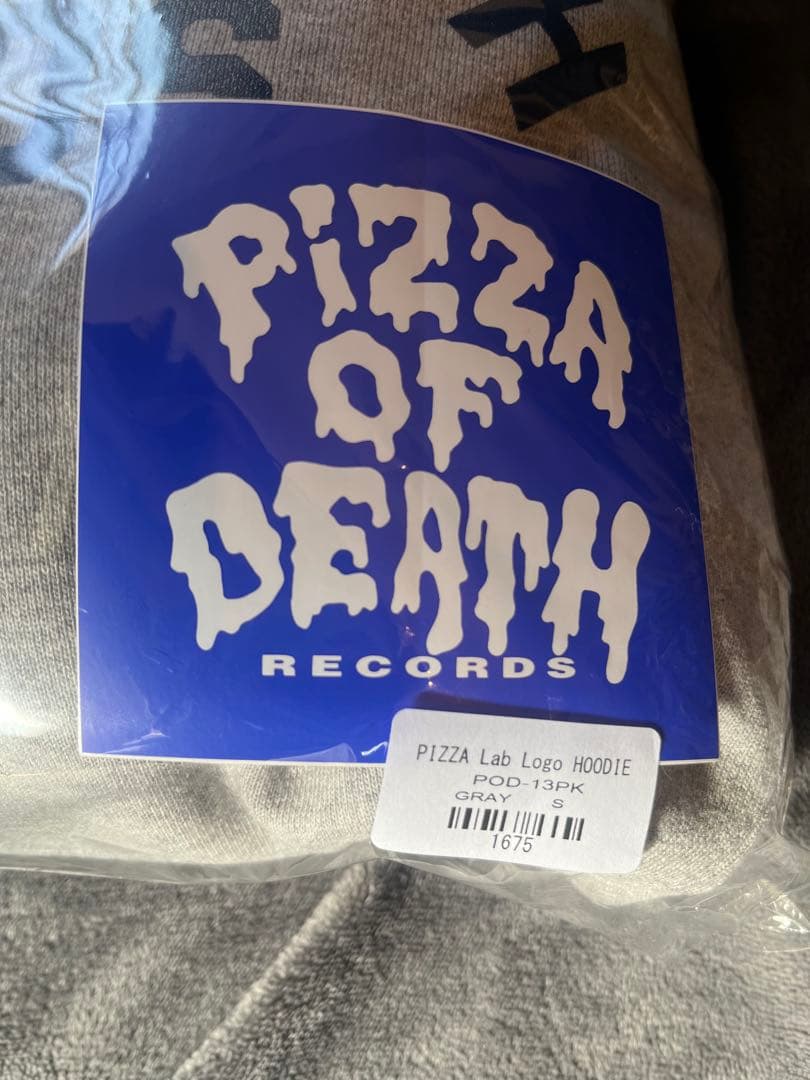 PiZZA
OF
DEATH
RECORDS
PIZZA Lab Logo HOODIE
POD-13PK
GRAY S
1675